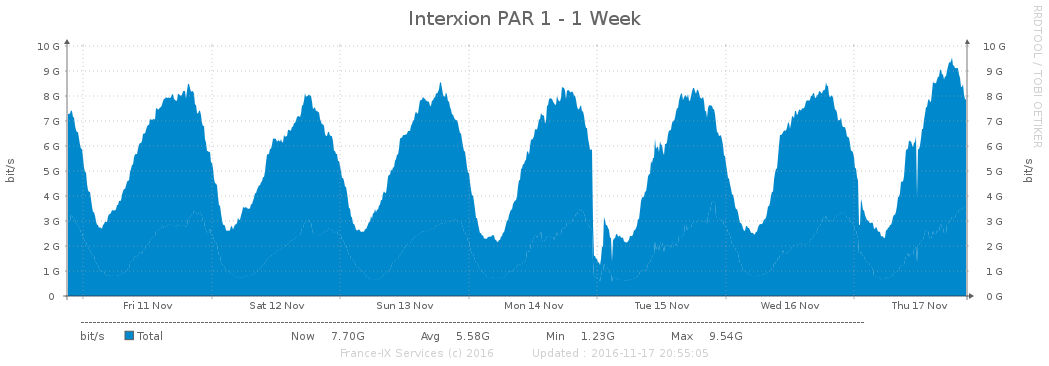 Interxion PAR 1 - 1 Week
RRDTOOL / TOBI OETIKER
10 G 10 G
9 G 9 G
8 G 8 G
7 G 7 G
6 G 6 G
5 G 5 G
4 G 4 G
3 G 3 G
2 G 2 G
1 G 1 G
0 0 G
bit/s bit/s
Fri 11 Nov Sat 12 Nov Sun 13 Nov Mon 14 Nov Tue 15 Nov Wed 16 Nov Thu 17 Nov
bit/s Total Now 7.70G Avg 5.58G Min 1.23G Max 9.54G
France-IX Services (c) 2016 Updated : 2016-11-17 20:55:05